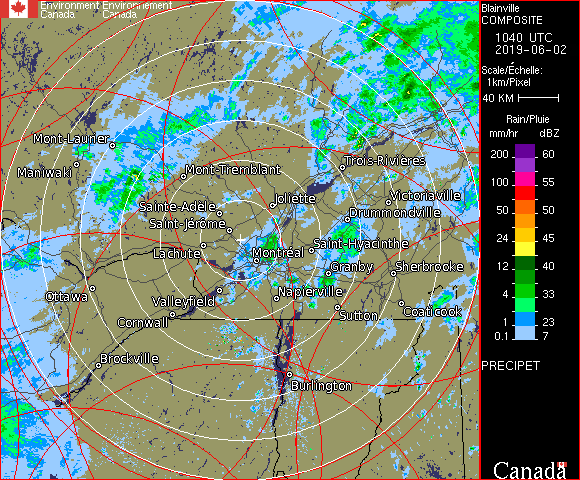 Environment Environnement
Canada Canada
Blainville
COMPOSITE
1040 UTC
2019-06-02
Scale/Échelle:
1km/Pixel
40 KM
Rain/Pluie
mm/hr dBZ
200 60
100 55
50 50
24 45
12 40
4 33
1 23
0.1 7
PRECIPET
Canada
Mont-Laurier
Maniwaki
Mont-Tremblant
Trois-Rivières
Sainte-Adele
Joliette
Victoriaville
Drummondville
Saint-Jérome
Lachute
Montréal
Saint-Hyacinthe
Granby
Sherbrooke
Ottawa
Valleyfield
Napierville
Cornwall
Sutton
Coaticook
Brockville
Burlington